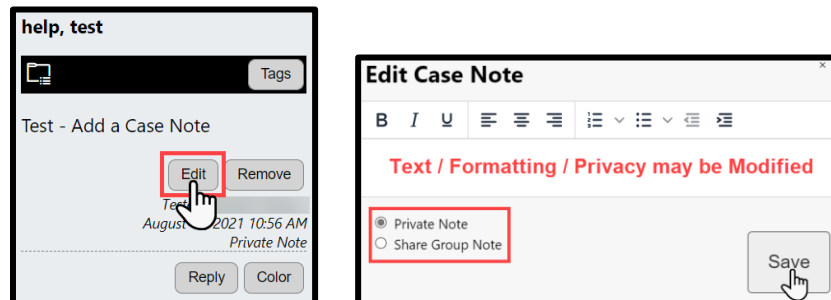 help, test
Tags
Test - Add a Case Note
Edit Remove
August 2021 10:56 AM
Private Note
Reply Color
Edit Case Note
B I U
Text / Formatting / Privacy may be Modified
Private Note
Share Group Note
Save